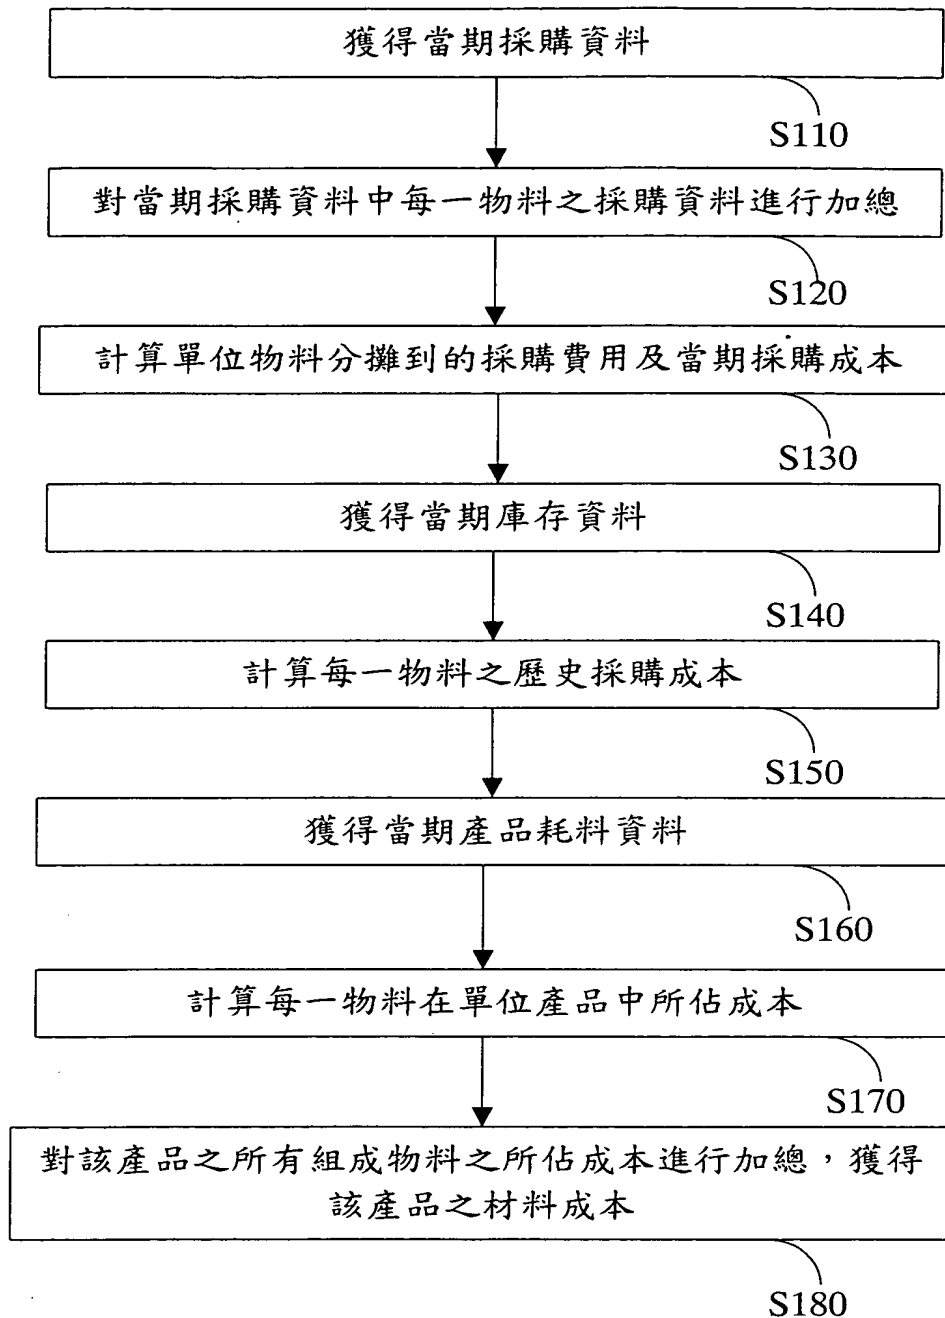 獲得當期採購資料
S110
對當期採購資料中每一物料之採購資料進行加總
S120
計算單位物料分攤到的採購費用及當期採購成本
S130
獲得當期庫存資料
S140
計算每一物料之歷史採購成本
S150
獲得當期產品耗料資料
S160
計算每一物料在單位產品中所佔成本
S170
對該產品之所有組成物料之所佔成本進行加總，獲得
該產品之材料成本
S180